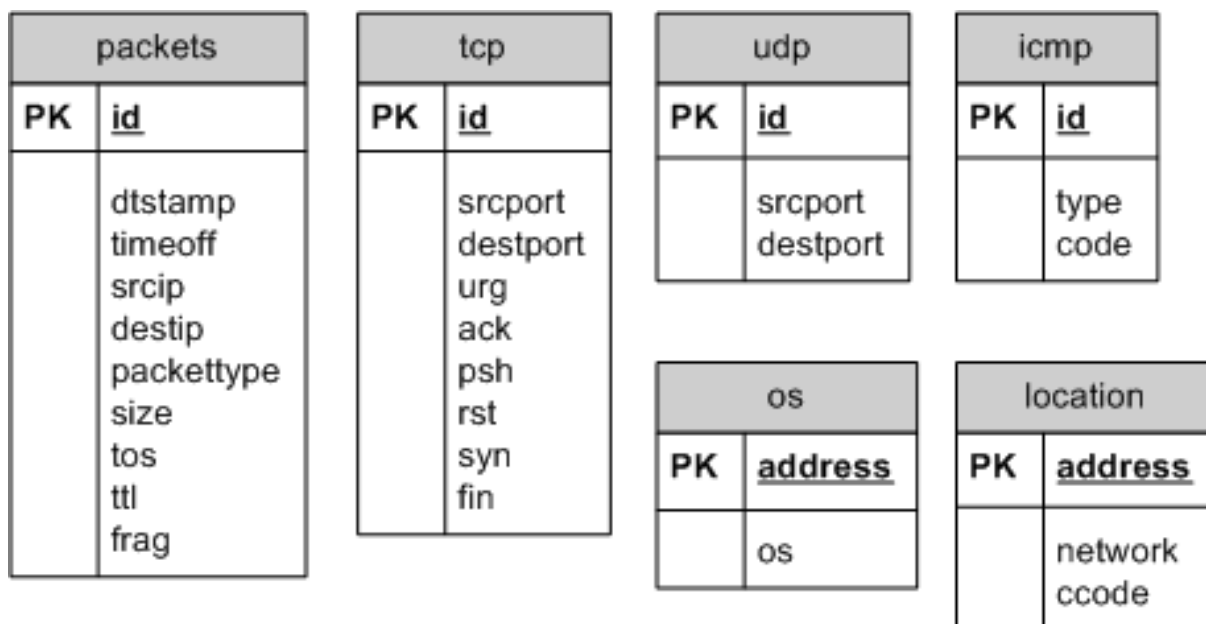 packets
PK id
dtstamp
timeoff
srcip
destip
packettype
size
tos
ttl
frag
tcp
PK id
srcport
destport
urg
ack
psh
rst
syn
fin
udp
PK id
srcport
destport
icmp
PK id
type
code
os
PK address
os
location
PK address
network
ccode